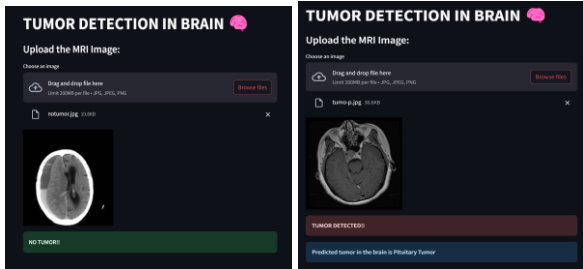 TUMOR DETECTION IN BRAIN
Upload the MRI Image:
Choose an image
Drag and drop file here
Limit 200MB per file • JPG, JPEG, PNG
Browse files
notumor.jpg
NO TUMOR!!
TUMOR DETECTION IN BRAIN
Upload the MRI Image:
Choose an image
Drag and drop file here
Limit 200MB per file • JPG, JPEG, PNG
Browse files
tumo-p.jpg
TUMOR DETECTED!!
Predicted tumor in the brain is Pituitary Tumor